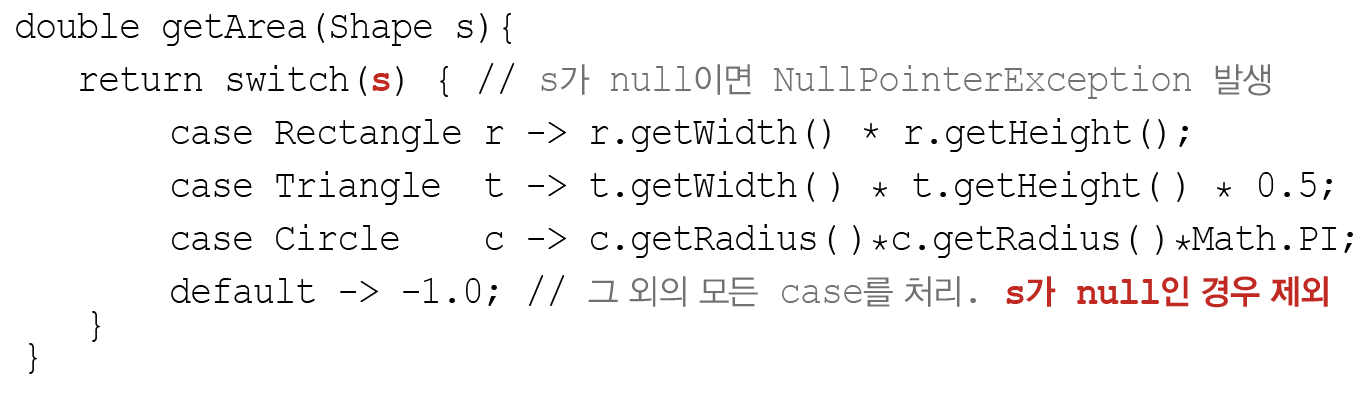 double getArea(Shape s){
return switch(s) { // s가 null이면 NullPointerException 발생
case Rectangle r -> r.getWidth() * r.getHeight();
case Triangle t -> t.getWidth() * t.getHeight() * 0.5;
case Circle c -> c.getRadius()*c.getRadius()*Math.PI;
default -> -1.0; // 그 외의 모든 case를 처리. s가 null인 경우 제외
}
}